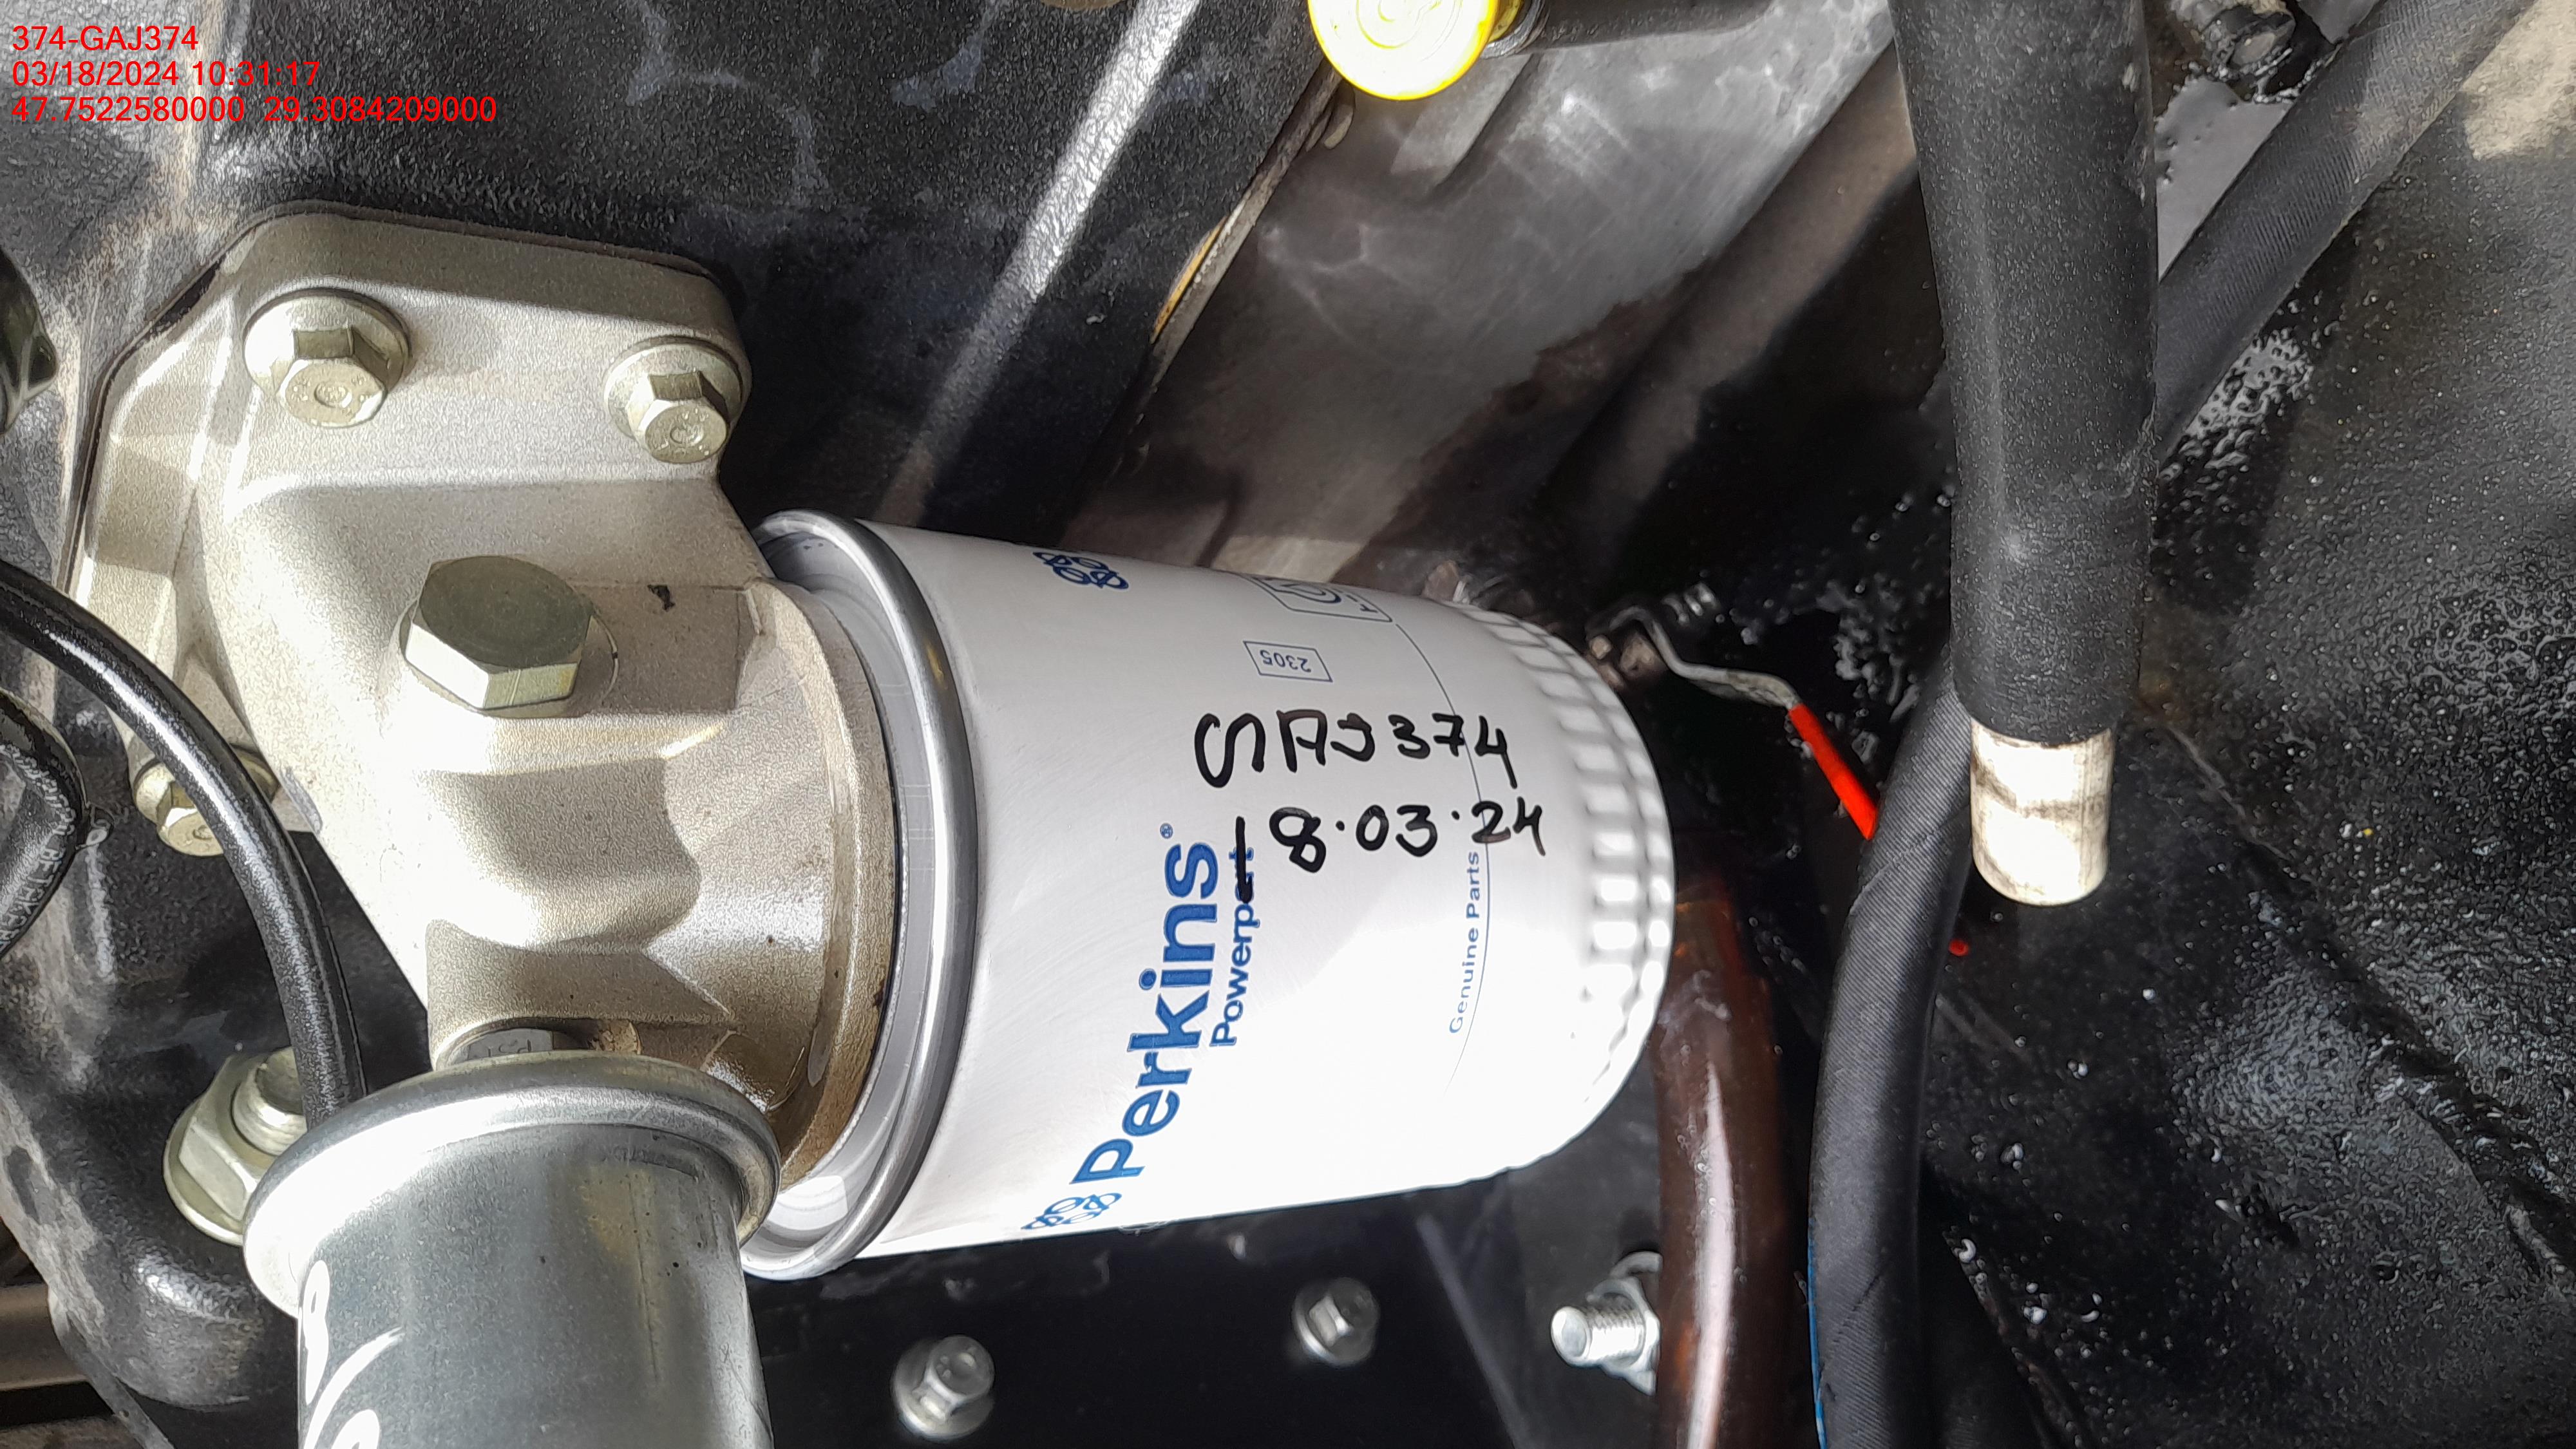 374-GAJ374
03/18/2024 10:31:17
47.7522580000 29.3084209000
2305
GAJ374
18.03.24
Perkins®
Powerpart
Genuine Parts